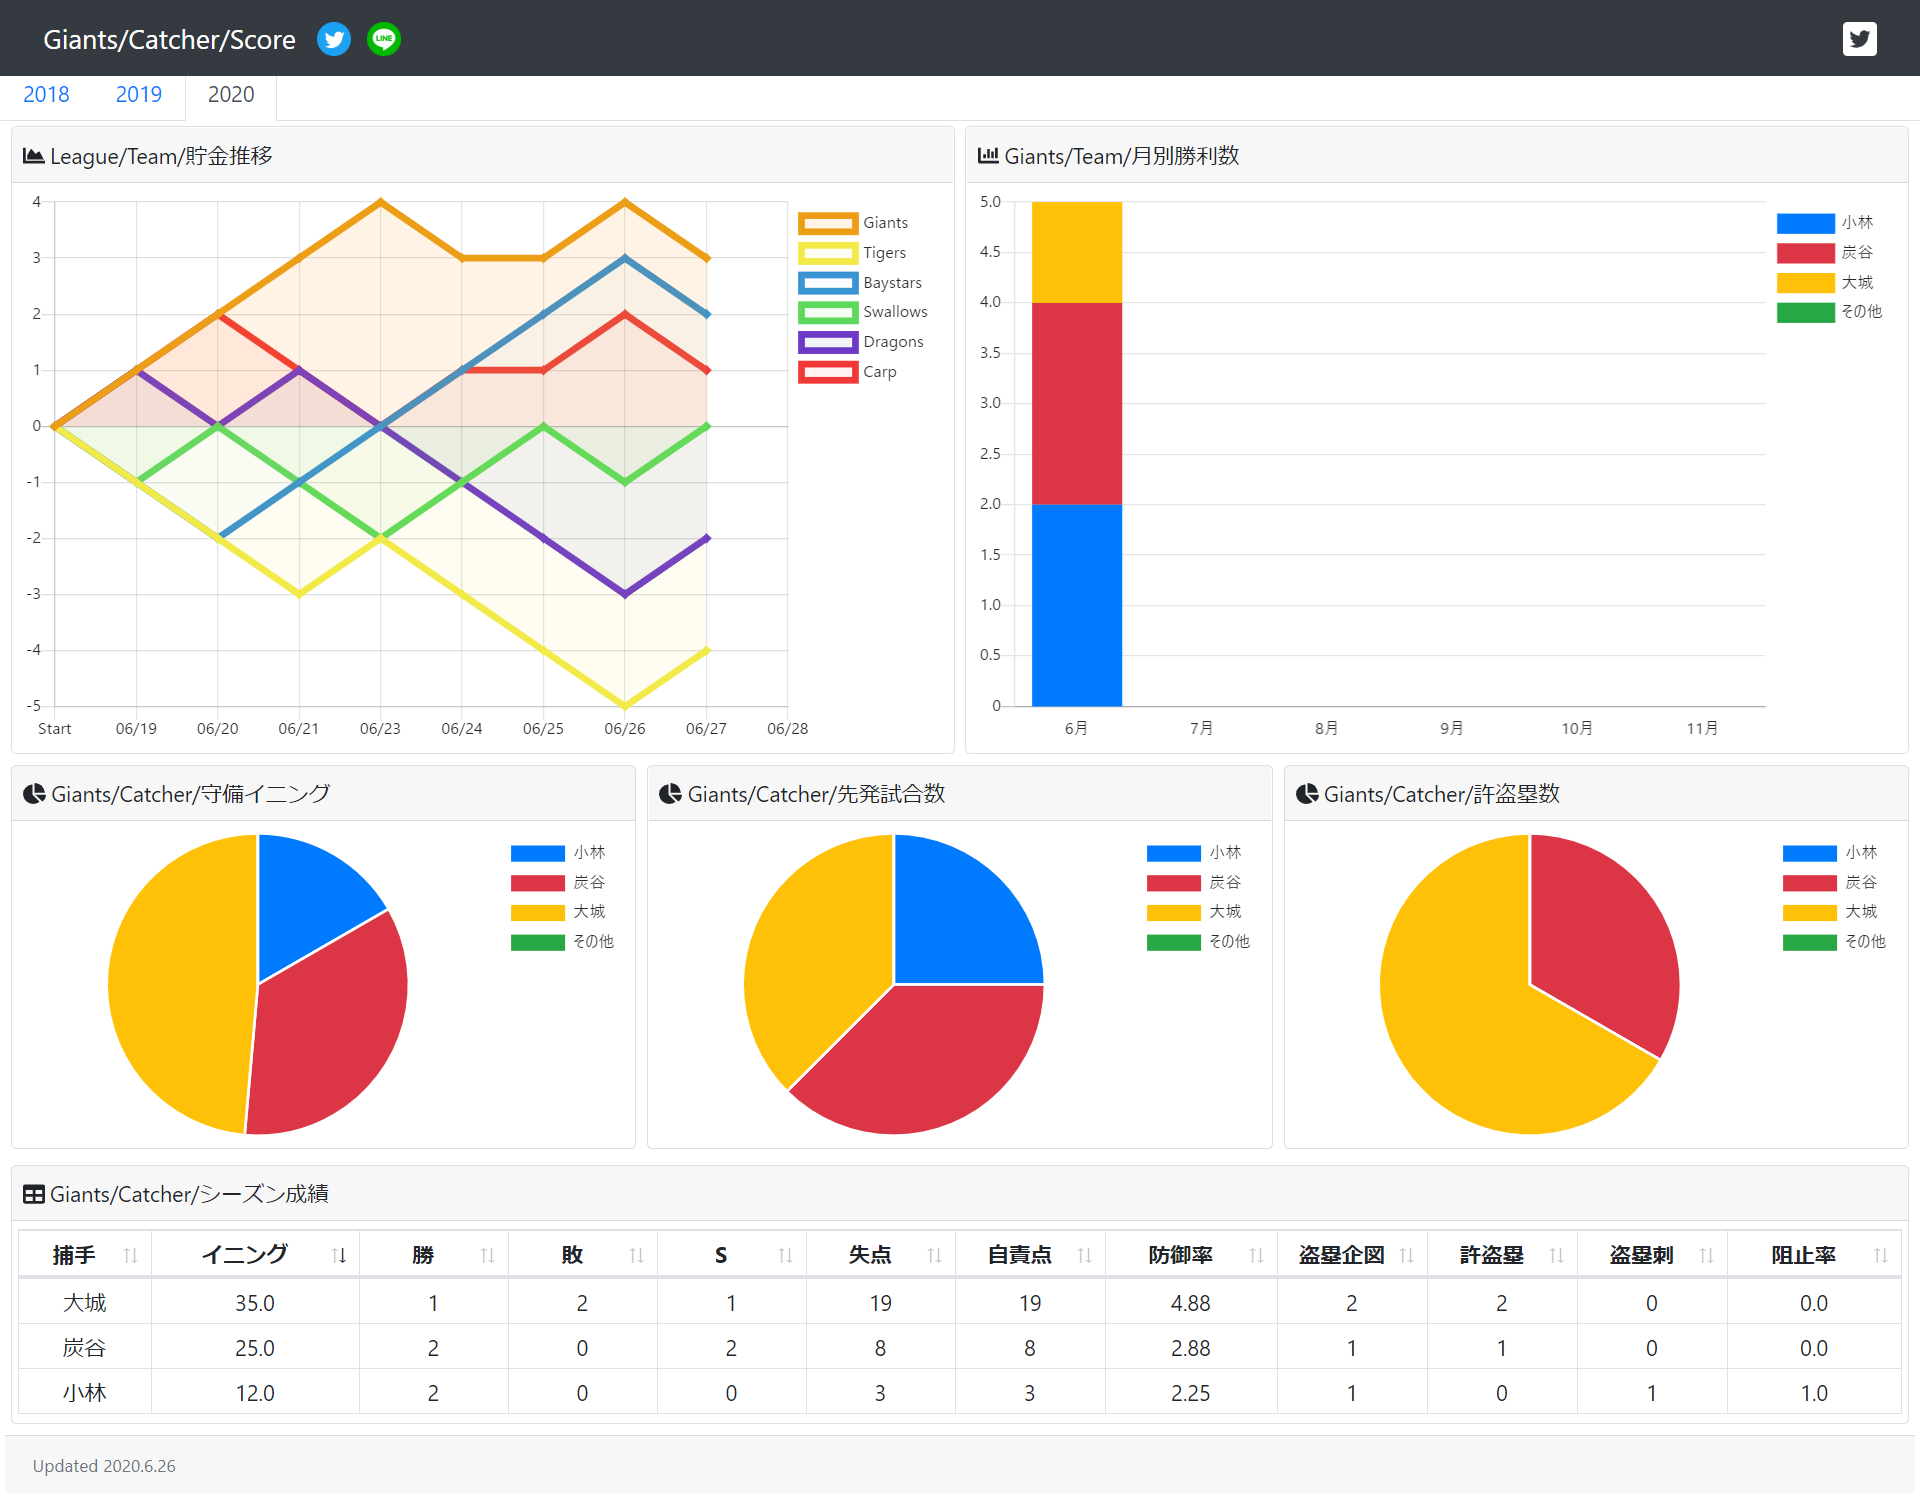 Giants/Catcher/Score
LINE
2018 2019 2020
League/Team/貯金推移
4
3
2
1
0
-1
-2
-3
-4
-5
Start 06/19 06/20 06/21 06/23 06/24 06/25 06/26 06/27 06/28
Giants
Tigers
Baystars
Swallows
Dragons
Carp
Giants/Team/月別勝利数
5.0
4.5
4.0
3.5
3.0
2.5
2.0
1.5
1.0
0.5
0
6月 7月 8月 9月 10月 11月
小林
炭谷
大城
その他
Giants/Catcher/守備イニング
小林
炭谷
大城
その他
Giants/Catcher/先発試合数
小林
炭谷
大城
その他
Giants/Catcher/許盗塁数
小林
炭谷
大城
その他
Giants/Catcher/シーズン成績
捕手 イニング 勝 敗 S 失点 自責点 防御率 盗塁企図 許盗塁 盗塁刺 阻止率
大城 35.0 1 2 1 19 19 4.88 2 2 0 0.0
炭谷 25.0 2 0 2 8 8 2.88 1 1 0 0.0
小林 12.0 2 0 0 3 3 2.25 1 0 1 1.0
Updated 2020.6.26